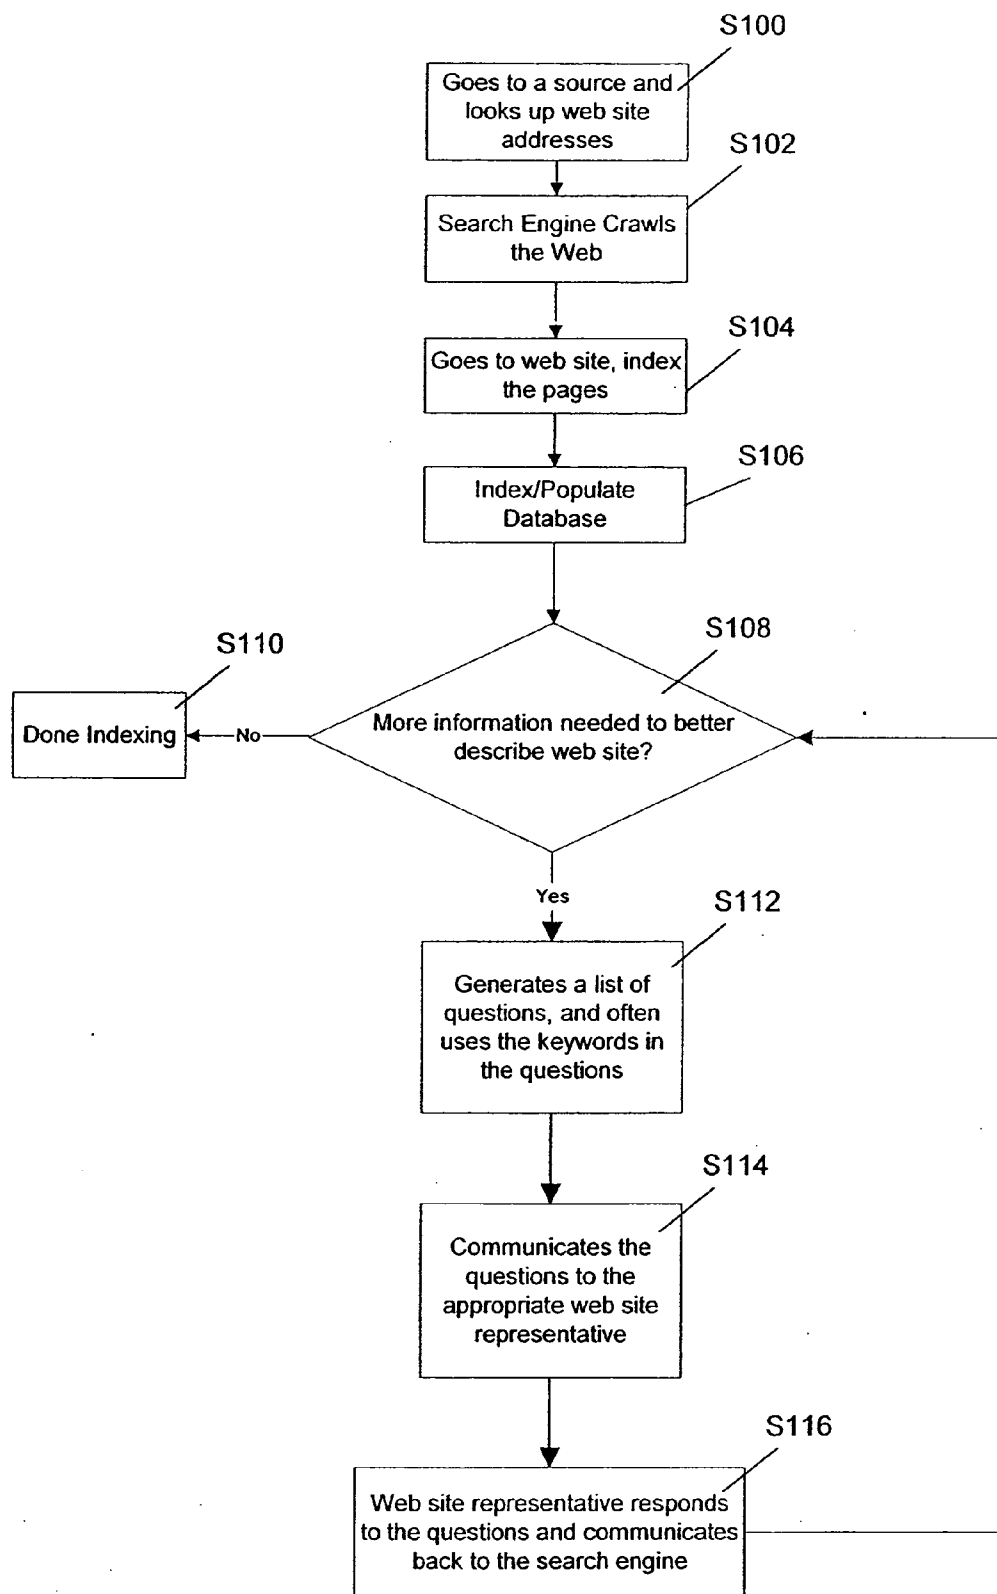 S100
Goes to a source and
looks up web site
addresses
S102
Search Engine Crawls
the Web
S104
Goes to web site, index
the pages
S106
Index/Populate
Database
S108
More information needed to better
describe web site?
S110
Done Indexing
No
Yes
S112
Generates a list of
questions, and often
uses the keywords in
the questions
S114
Communicates the
questions to the
appropriate web site
representative
S116
Web site representative responds
to the questions and communicates
back to the search engine